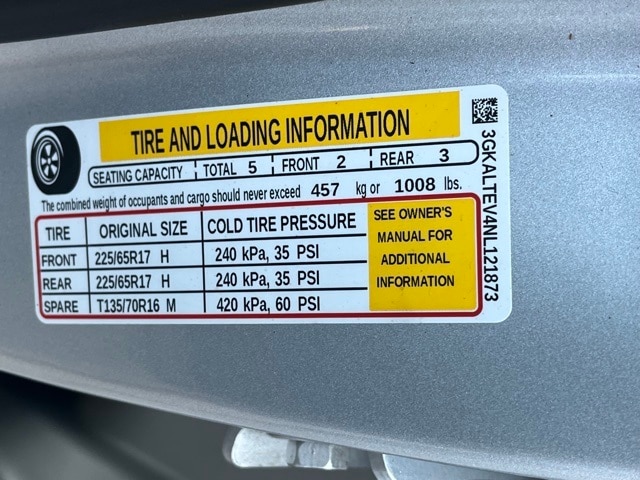 TIRE AND LOADING INFORMATION
SEATING CAPACITY TOTAL 5 FRONT 2 REAR 3
The combined weight of occupants and cargo should never exceed 457 kg or 1008 lbs.
TIRE ORIGINAL SIZE COLD TIRE PRESSURE
FRONT 225/65R17 H 240 kPa, 35 PSI
REAR 225/65R17 H 240 kPa, 35 PSI
SPARE T135/70R16 M 420 kPa, 60 PSI
SEE OWNER'S
MANUAL FOR
ADDITIONAL
INFORMATION
3GKALTEV4NL121873